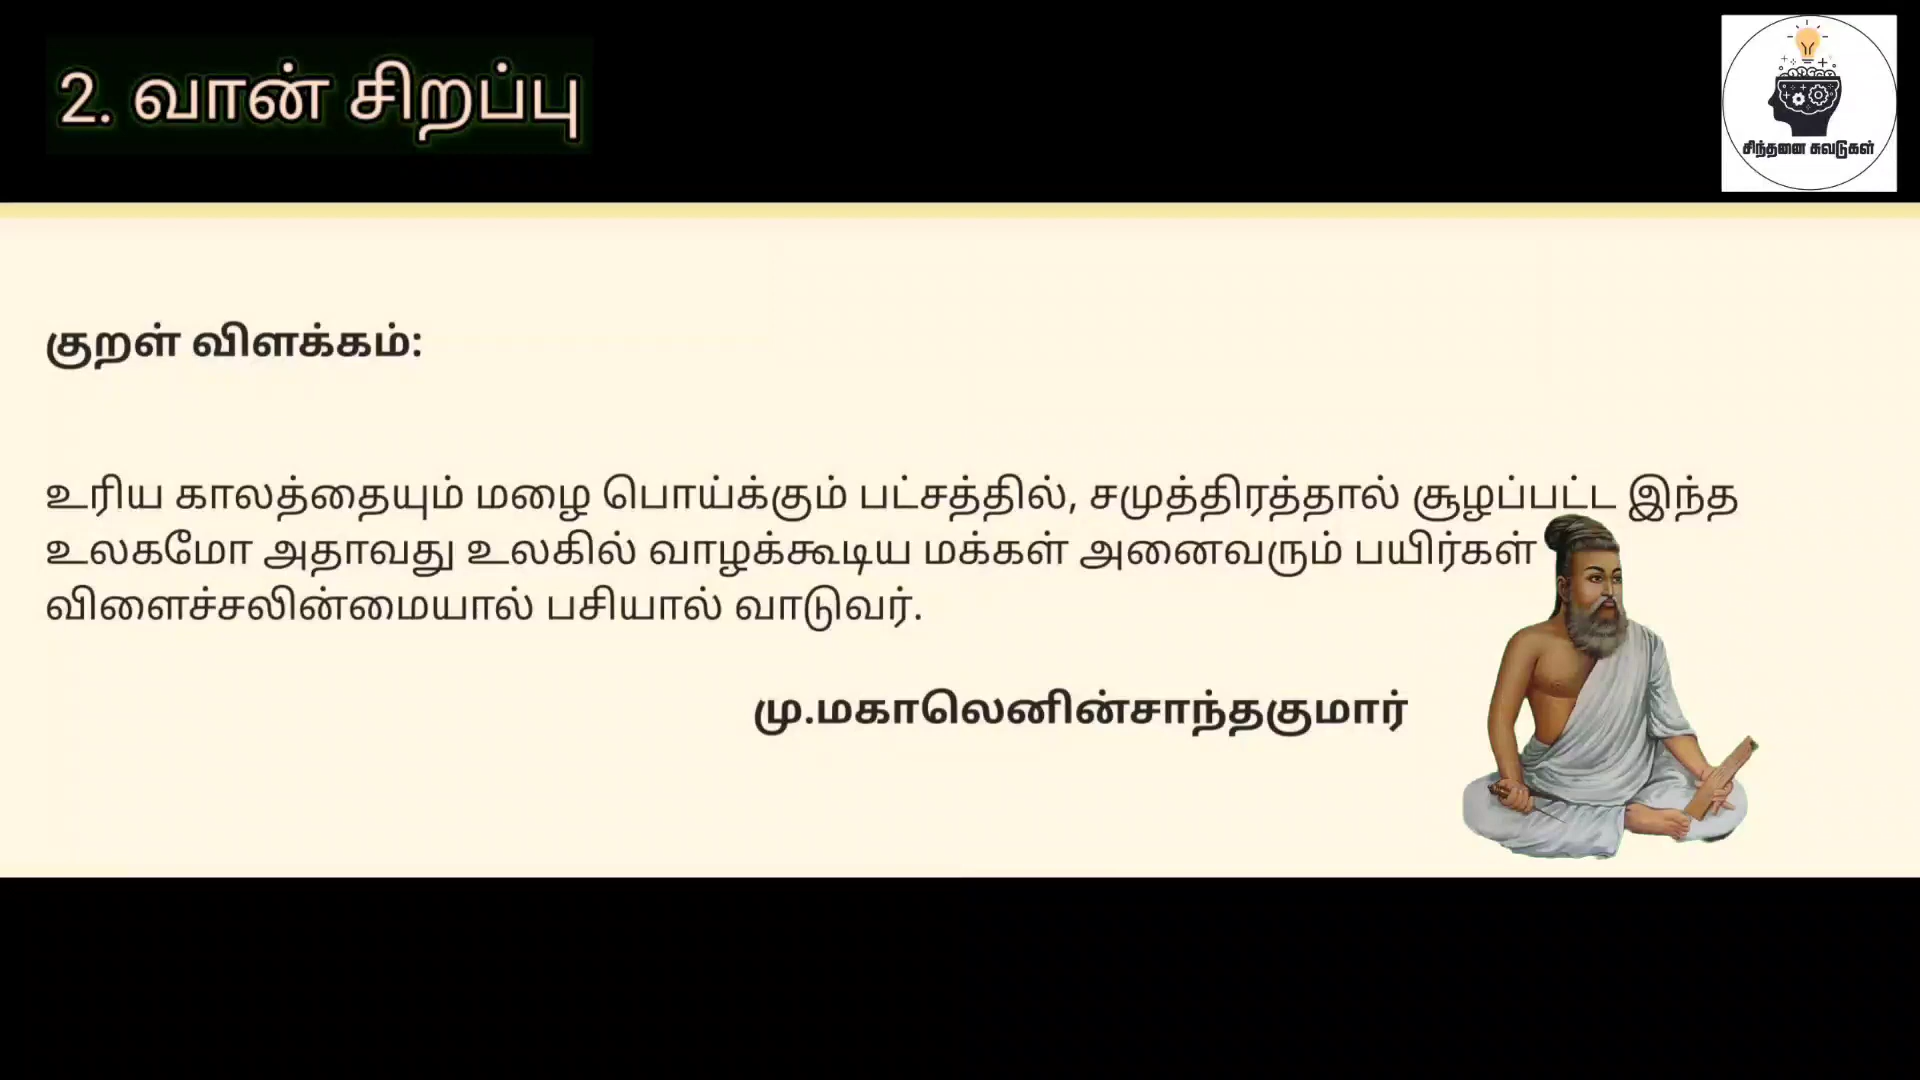 2. வான் சிறப்பு
சிந்தனை சுவடுகள்
குறள் விளக்கம்:
உரிய காலத்தையும் மழை பொய்க்கும் பட்சத்தில், சமுத்திரத்தால் சூழப்பட்ட இந்த
உலகமோ அதாவது உலகில் வாழக்கூடிய மக்கள் அனைவரும் பயிர்கள்
விளைச்சலின்மையால் பசியால் வாடுவர்.
மு.மகாலெனின்சாந்தகுமார்